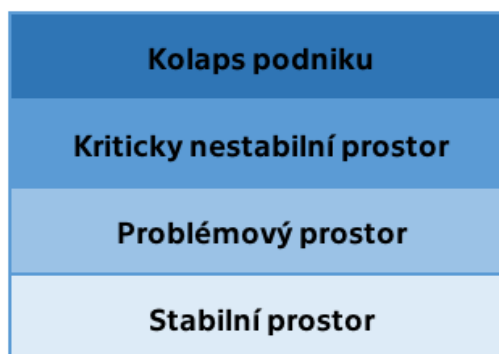 Kolaps podniku
Kriticky nestabilní prostor
Problémový prostor
Stabilní prostor